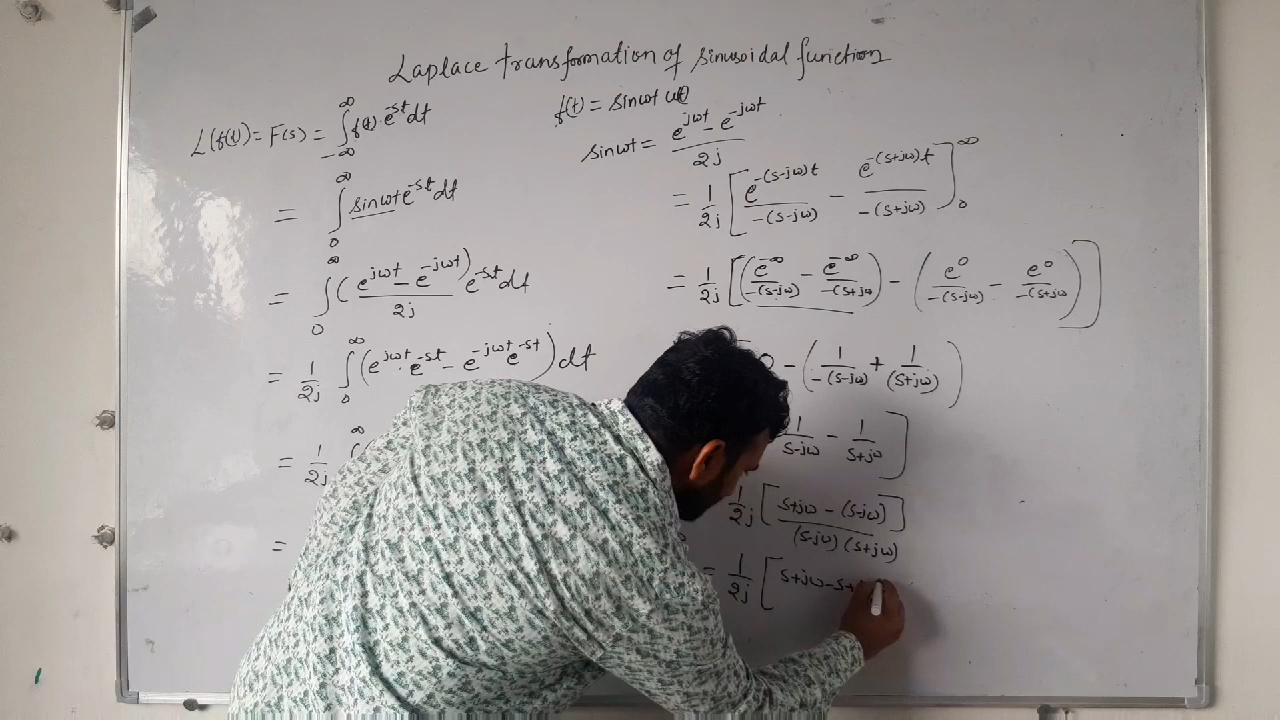 Laplace transformation of sinusoidal function
L(f(t)) = F(s) = ∫_{-∞}^{∞} f(t) e^{-st} dt
= ∫_0^∞ sinωt e^{-st} dt
= ∫_0^∞ ( (e^{jωt} - e^{-jωt}) / 2j ) e^{-st} dt
= 1/2j ∫_0^∞ ( e^{jωt} · e^{-st} - e^{-jωt} e^{-st} ) dt
= 1/2j
=
f(t) = sinωt u(t)
sinωt = (e^{jωt} - e^{-jωt}) / 2j
= 1/2j [ e^{-(s-jω)t} / -(s-jω) - e^{-(s+jω)t} / -(s+jω) ]_0^∞
= 1/2j [ ( e^{-∞} / -(s-jω) - e^{-∞} / -(s+jω ) - ( e^0 / -(s-jω) - e^0 / -(s+jω ) ]
0 - ( 1 / -(s-jω) + 1 / (s+jω) )
1 / s-jω - 1 / s+jω ]
1/2j [ s+jω - (s-jω) / (s-jω) (s+jω) ]
= 1/2j [ s+jω-s+